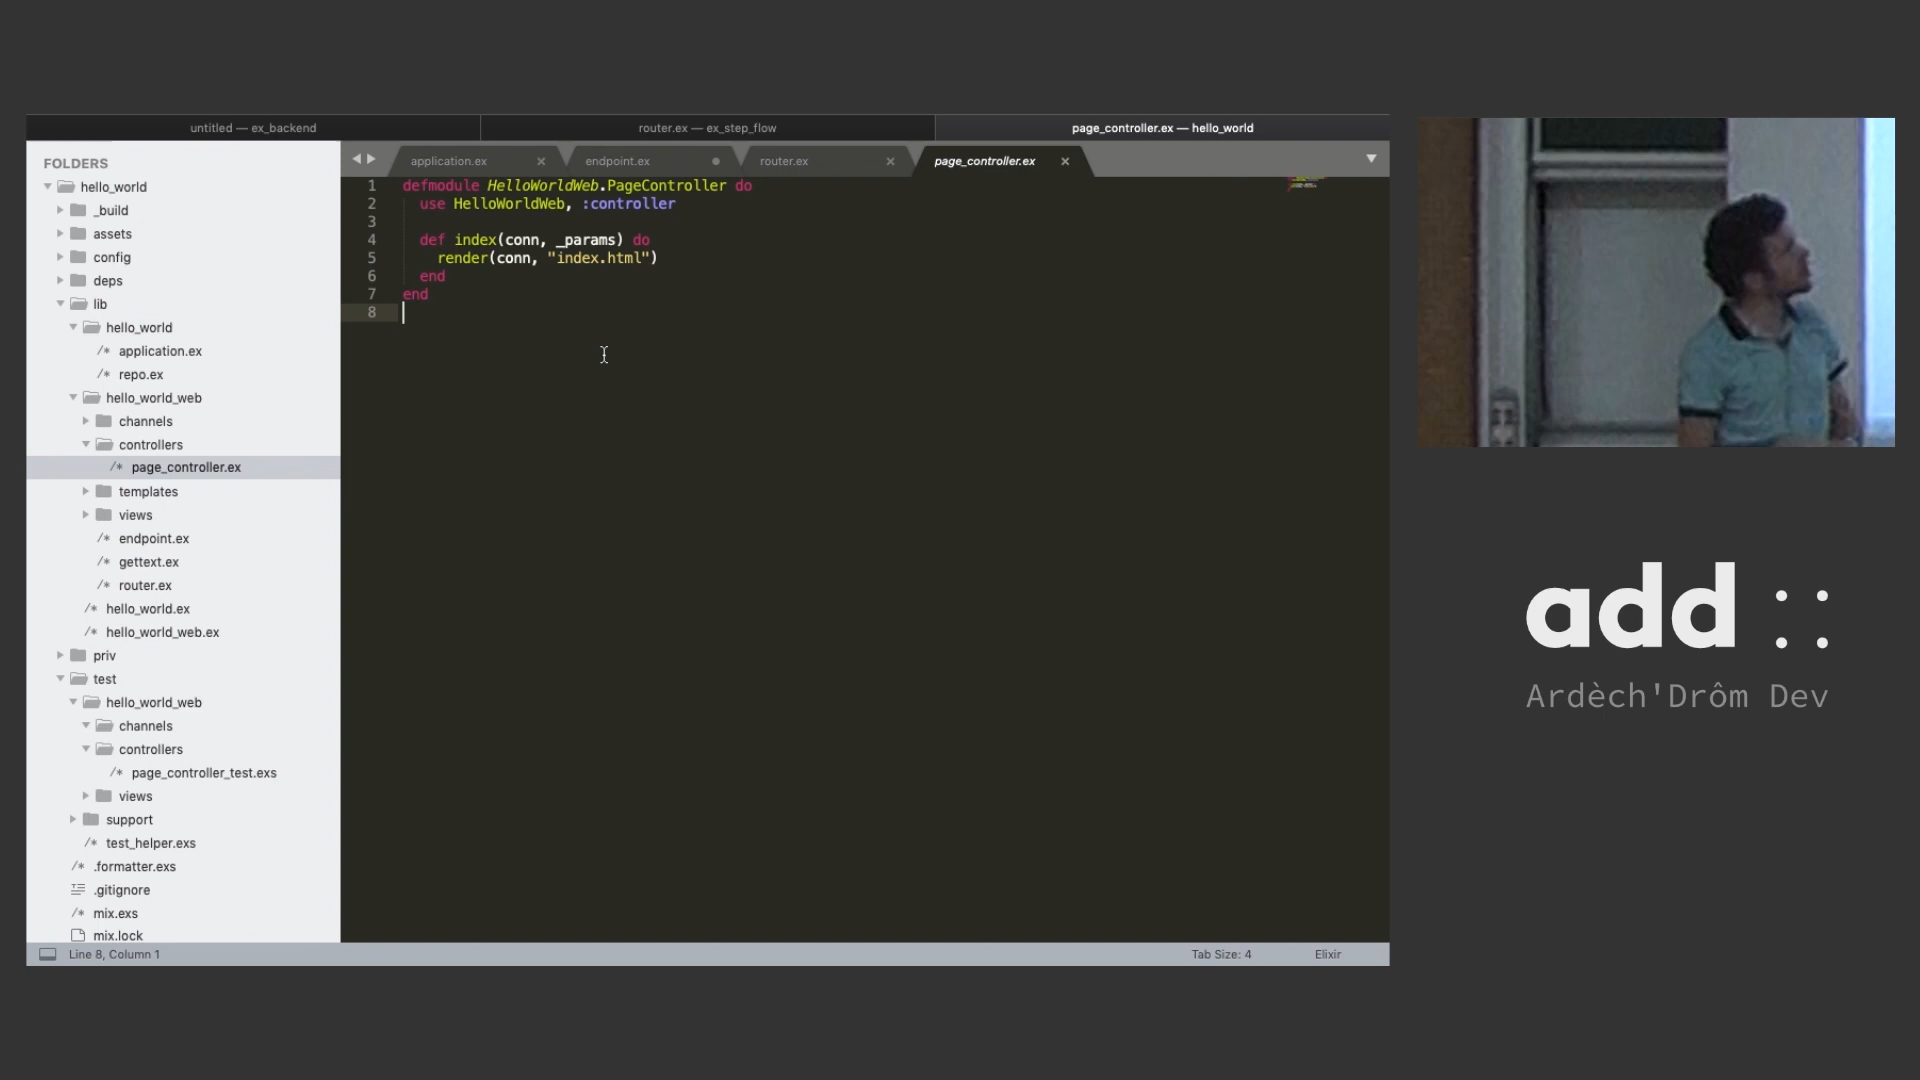 untitled — ex_backend
router.ex — ex_step_flow
page_controller.ex — hello_world
FOLDERS
hello_world
_build
assets
config
deps
lib
hello_world
/* application.ex
/* repo.ex
hello_world_web
channels
controllers
/* page_controller.ex
templates
views
/* endpoint.ex
/* gettext.ex
/* router.ex
/* hello_world.ex
/* hello_world_web.ex
priv
test
hello_world_web
channels
controllers
/* page_controller_test.exs
views
support
/* test_helper.exs
/* .formatter.exs
.gitignore
/* mix.exs
mix.lock
application.ex
endpoint.ex
router.ex
page_controller.ex
1 defmodule HelloWorldWeb.PageController do
2 use HelloWorldWeb, :controller
3
4 def index(conn, _params) do
5 render(conn, "index.html")
6 end
7 end
8
Line 8, Column 1
Tab Size: 4
Elixir
add ::
Ardèch'Drôm Dev